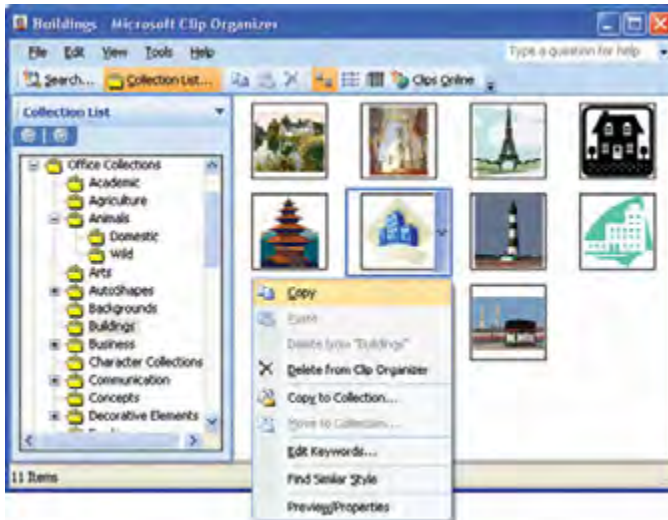 Buildings - Microsoft Clip Organizer
File Edit View Tools Help
Type a question for help
Search... Collection List... Clips Online
Collection List
Office Collections
Academic
Agriculture
Animals
Domestic
Wild
Arts
AutoShapes
Backgrounds
Buildings
Business
Character Collections
Communication
Concepts
Decorative Elements
Copy
Paste
Delete from "Buildings"
Delete from Clip Organizer
Copy to Collection...
Move to Collection...
Edit Keywords...
Find Similar Style
Preview/Properties
11 Items